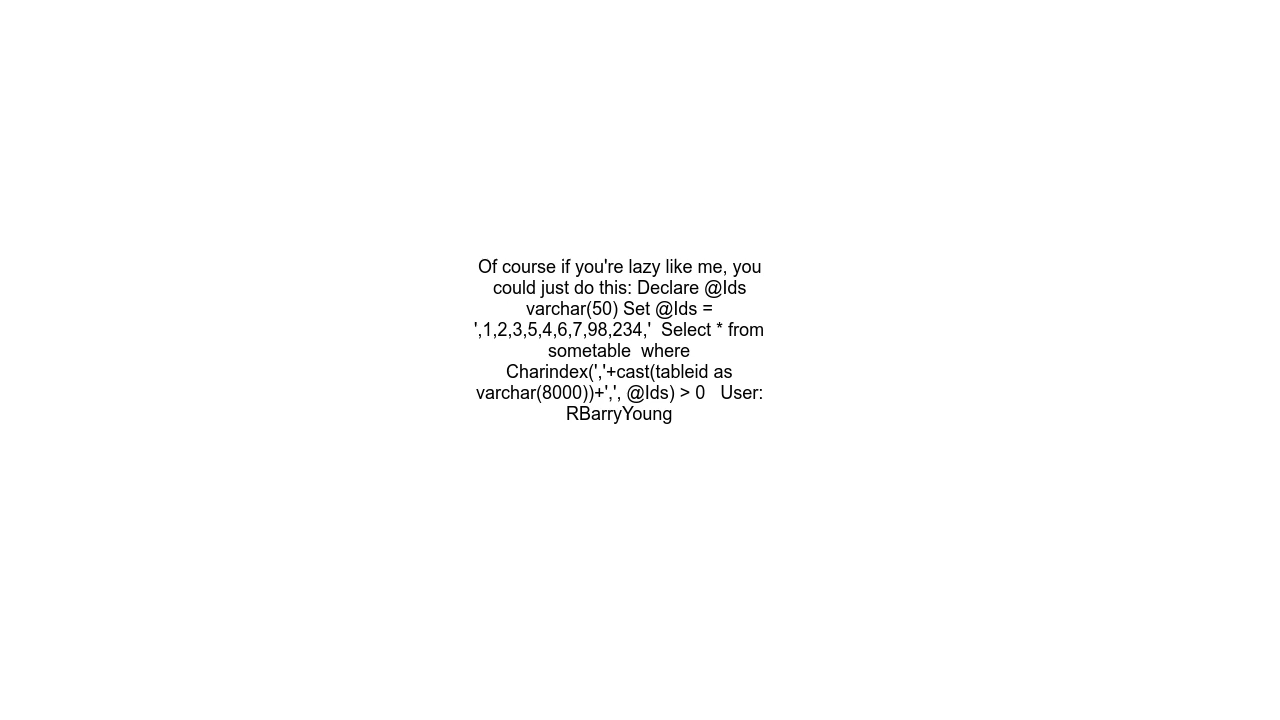 Of course if you're lazy like me, you
could just do this: Declare @Ids
varchar(50) Set @Ids =
',1,2,3,5,4,6,7,98,234,'  Select * from
sometable  where
Charindex(','+cast(tableid as
varchar(8000))+',', @Ids) > 0   User:
RBarryYoung